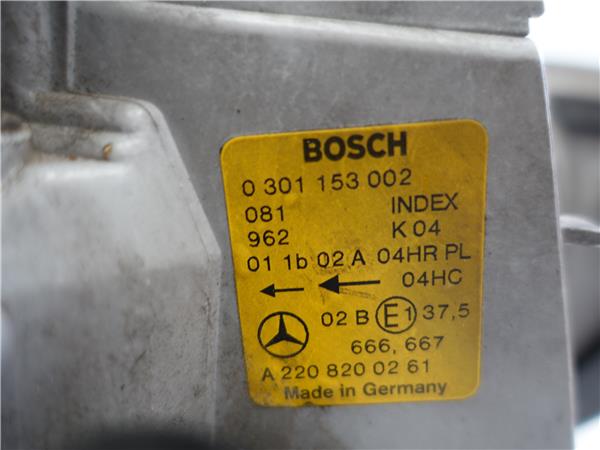 BOSCH
0 301 153 002
081 INDEX
962 K 04
01 1b 02 A 04HR PL
04HC
02 B E1 37,5
666, 667
A 220 820 02 61
Made in Germany